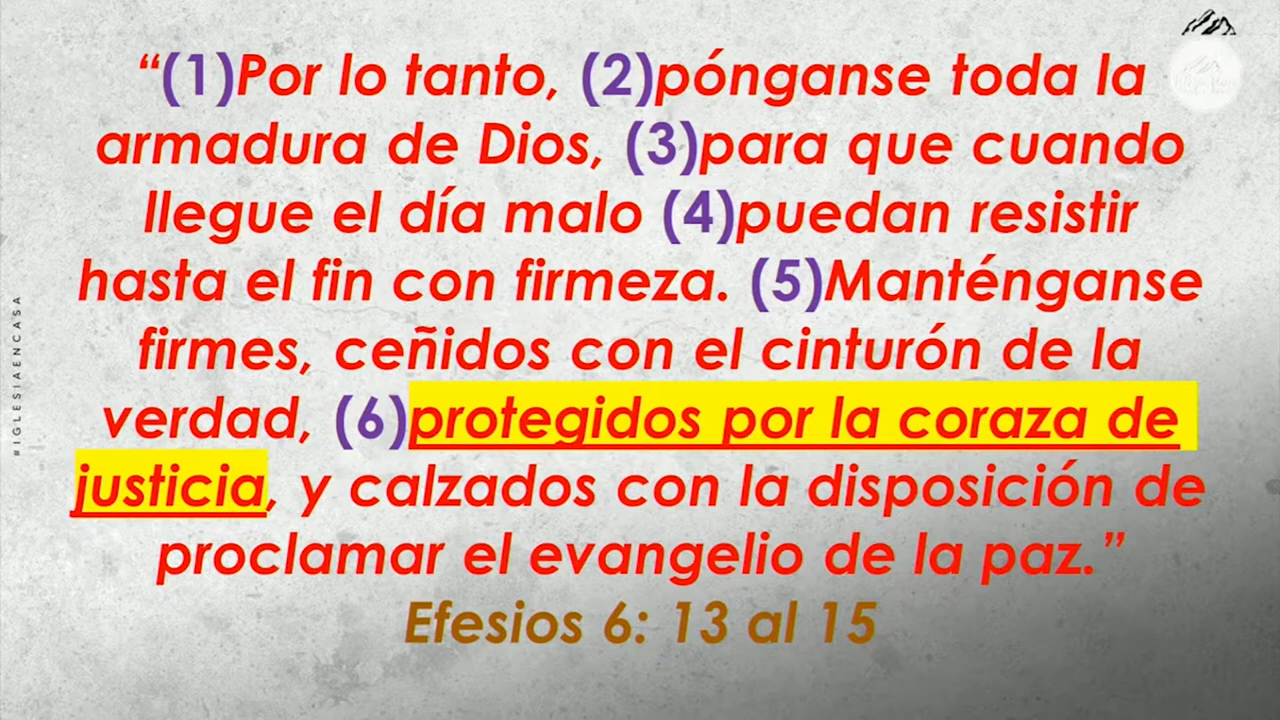 “(1)Por lo tanto, (2)pónganse toda la
armadura de Dios, (3)para que cuando
llegue el día malo (4)puedan resistir
hasta el fin con firmeza. (5)Manténganse
firmes, ceñidos con el cinturón de la
verdad, (6)protegidos por la coraza de
justicia, y calzados con la disposición de
proclamar el evangelio de la paz.”
Efesios 6: 13 al 15
#IGLESIAENCASA